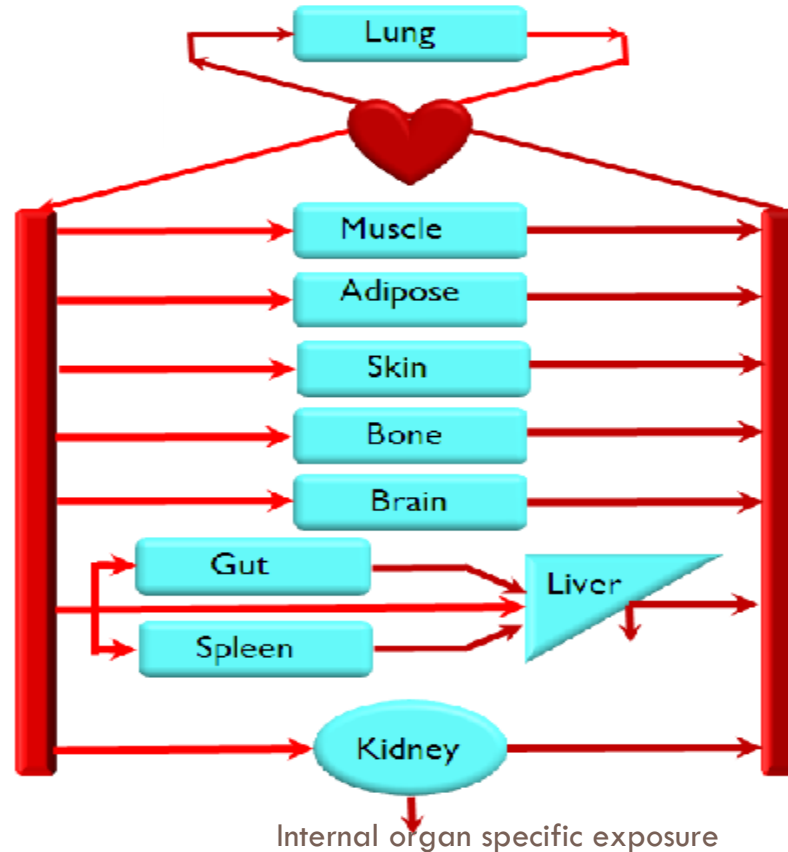 Lung
Muscle
Adipose
Skin
Bone
Brain
Gut
Liver
Spleen
Kidney
Internal organ specific exposure